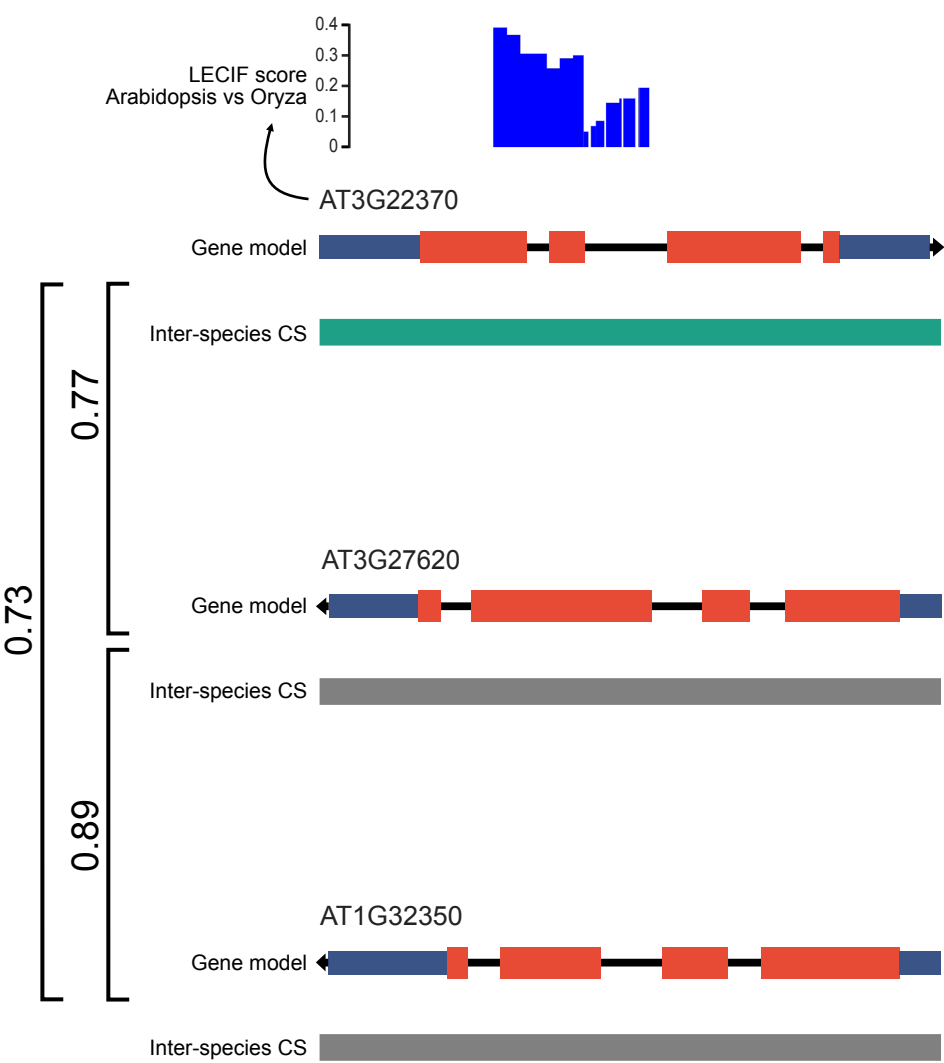 0.4
0.3
0.2
0.1
0
LECIF score
Arabidopsis vs Oryza
AT3G22370
Gene model
Inter-species CS
0.77
AT3G27620
0.73
Gene model
Inter-species CS
0.89
AT1G32350
Gene model
Inter-species CS